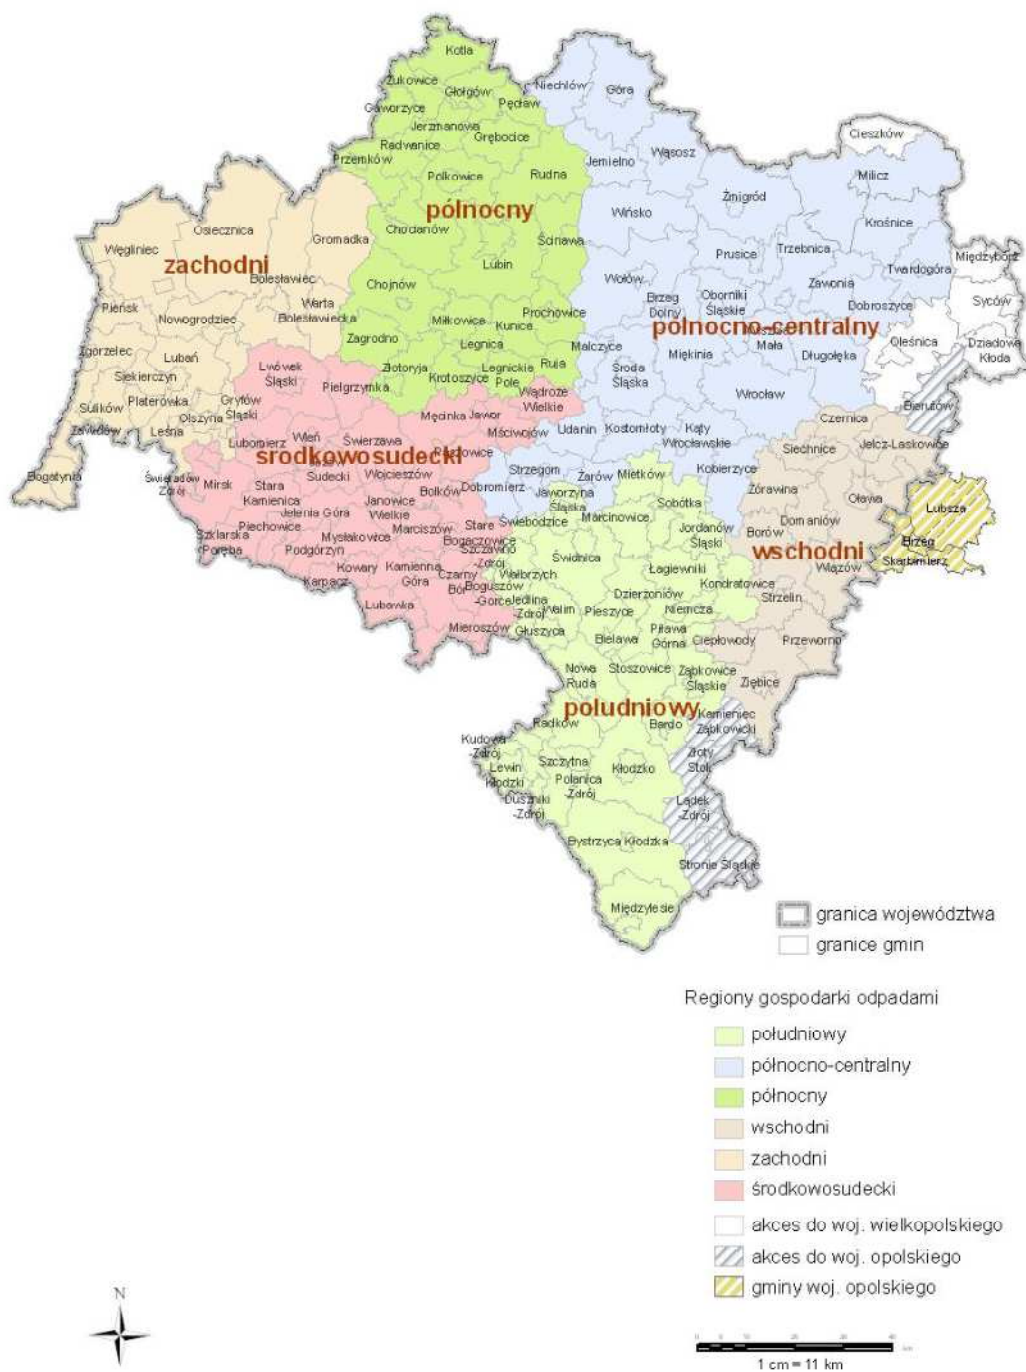 Kotla
Żukowice
Głogów
Niechlów
Góra
Gaworzyce
Pęcław
Jerzmanowa
Grębocice
Cieszków
Radwanice
Przemków
Jemielno
Wąsosz
Milicz
Polkowice
Rudna
Żmigród
północny
Wińsko
Krośnice
Osiecznica
Chocianów
Gromadka
Ścinawa
Węgliniec
Prusice
Trzebnica
Międzybórz
zachodni
Lubin
Twardogóra
Bolesławiec
Chojnów
Wołów
Zawonia
Syców
Pieńsk
Warta
Bolesławiecka
Brzeg
Dolny
Oborniki
Śląskie
Dobroszyce
Nowogrodziec
Miłkowice
Kunice
Prochowice
północno-centralny
Zagrodno
Legnica
Malczyce
Miękinia
Mała
Długołęka
Oleśnica
Dziadowa
Kłoda
Zgorzelec
Lubań
Lwówek
Śląski
Złotoryja
Krotoszyce
Legnickie
Pole
Ruja
Środa
Śląska
Siekierczyn
Pielgrzymka
Wądroże
Wielkie
Wrocław
Sulików
Platerówka
Gryfów
Śląski
Bierutów
Olszyna
Męcinka
Jawor
Czernica
Zawidów
Leśna
Lubomierz
Wleń
Świerzawa
Mściwojów
Udanin
Kostomłoty
Kąty
Wrocławskie
Siechnice
Jelcz-Laskowice
środkowosudecki
Bogatynia
Świeradów
Zdrój
Mirsk
Stara
Kamienica
Sudecki
Wojcieszów
Strzegom
Żarów
Mietków
Kobierzyce
Bolków
Dobromierz
Jaworzyna
Śląska
Sobótka
Żórawina
Oława
Janowice
Wielkie
Lubsza
Jelenia Góra
Świebodzice
Marcinowice
Domaniów
Szklarska
Poręba
Piechowice
Mysłakowice
Marciszów
Stare
Bogaczowice
Jordanów
Śląski
Borów
wschodni
Brzeg
Podgórzyn
Szczawno
Zdrój
Świdnica
Wiązów
Skarbimierz
Kowary
Kamienna
Góra
Czarny
Bór
Wałbrzych
Łagiewniki
Karpacz
Boguszów
-Gorce
Jedlina
-Zdrój
Walim
Dzierżoniów
Kondratowice
Strzelin
Lubawka
Pieszyce
Niemcza
Mieroszów
Głuszyca
Bielawa
Piława
Górna
Ciepłowody
Przeworno
Nowa
Ruda
Stoszowice
Ząbkowice
Śląskie
Ziębice
południowy
Radków
Bardo
Kamieniec
Ząbkowicki
Kudowa
-Zdrój
Złoty
Stok
Lewin
Kłodzki
Szczytna
Polanica
-Zdrój
Kłodzko
Duszniki
-Zdrój
Lądek
-Zdrój
Bystrzyca Kłodzka
Stronie Śląskie
Międzylesie
granica województwa
granice gmin
Regiony gospodarki odpadami
południowy
północno-centralny
północny
wschodni
zachodni
środkowosudecki
akces do woj. wielkopolskiego
akces do woj. opolskiego
gminy woj. opolskiego
N
1 cm = 11 km